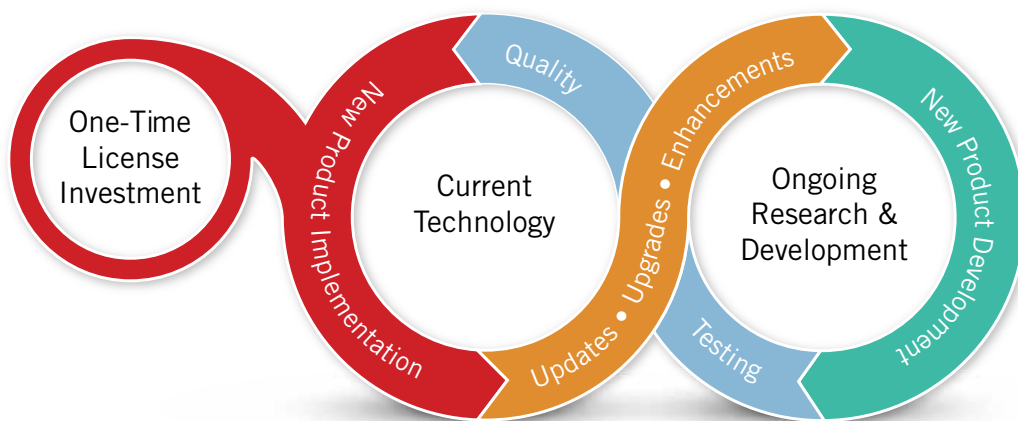 One-Time
License
Investment
New Product Implementation
Current
Technology
Quality
Updates • Upgrades • Enhancements
Ongoing
Research &
Development
Testing
New Product Development